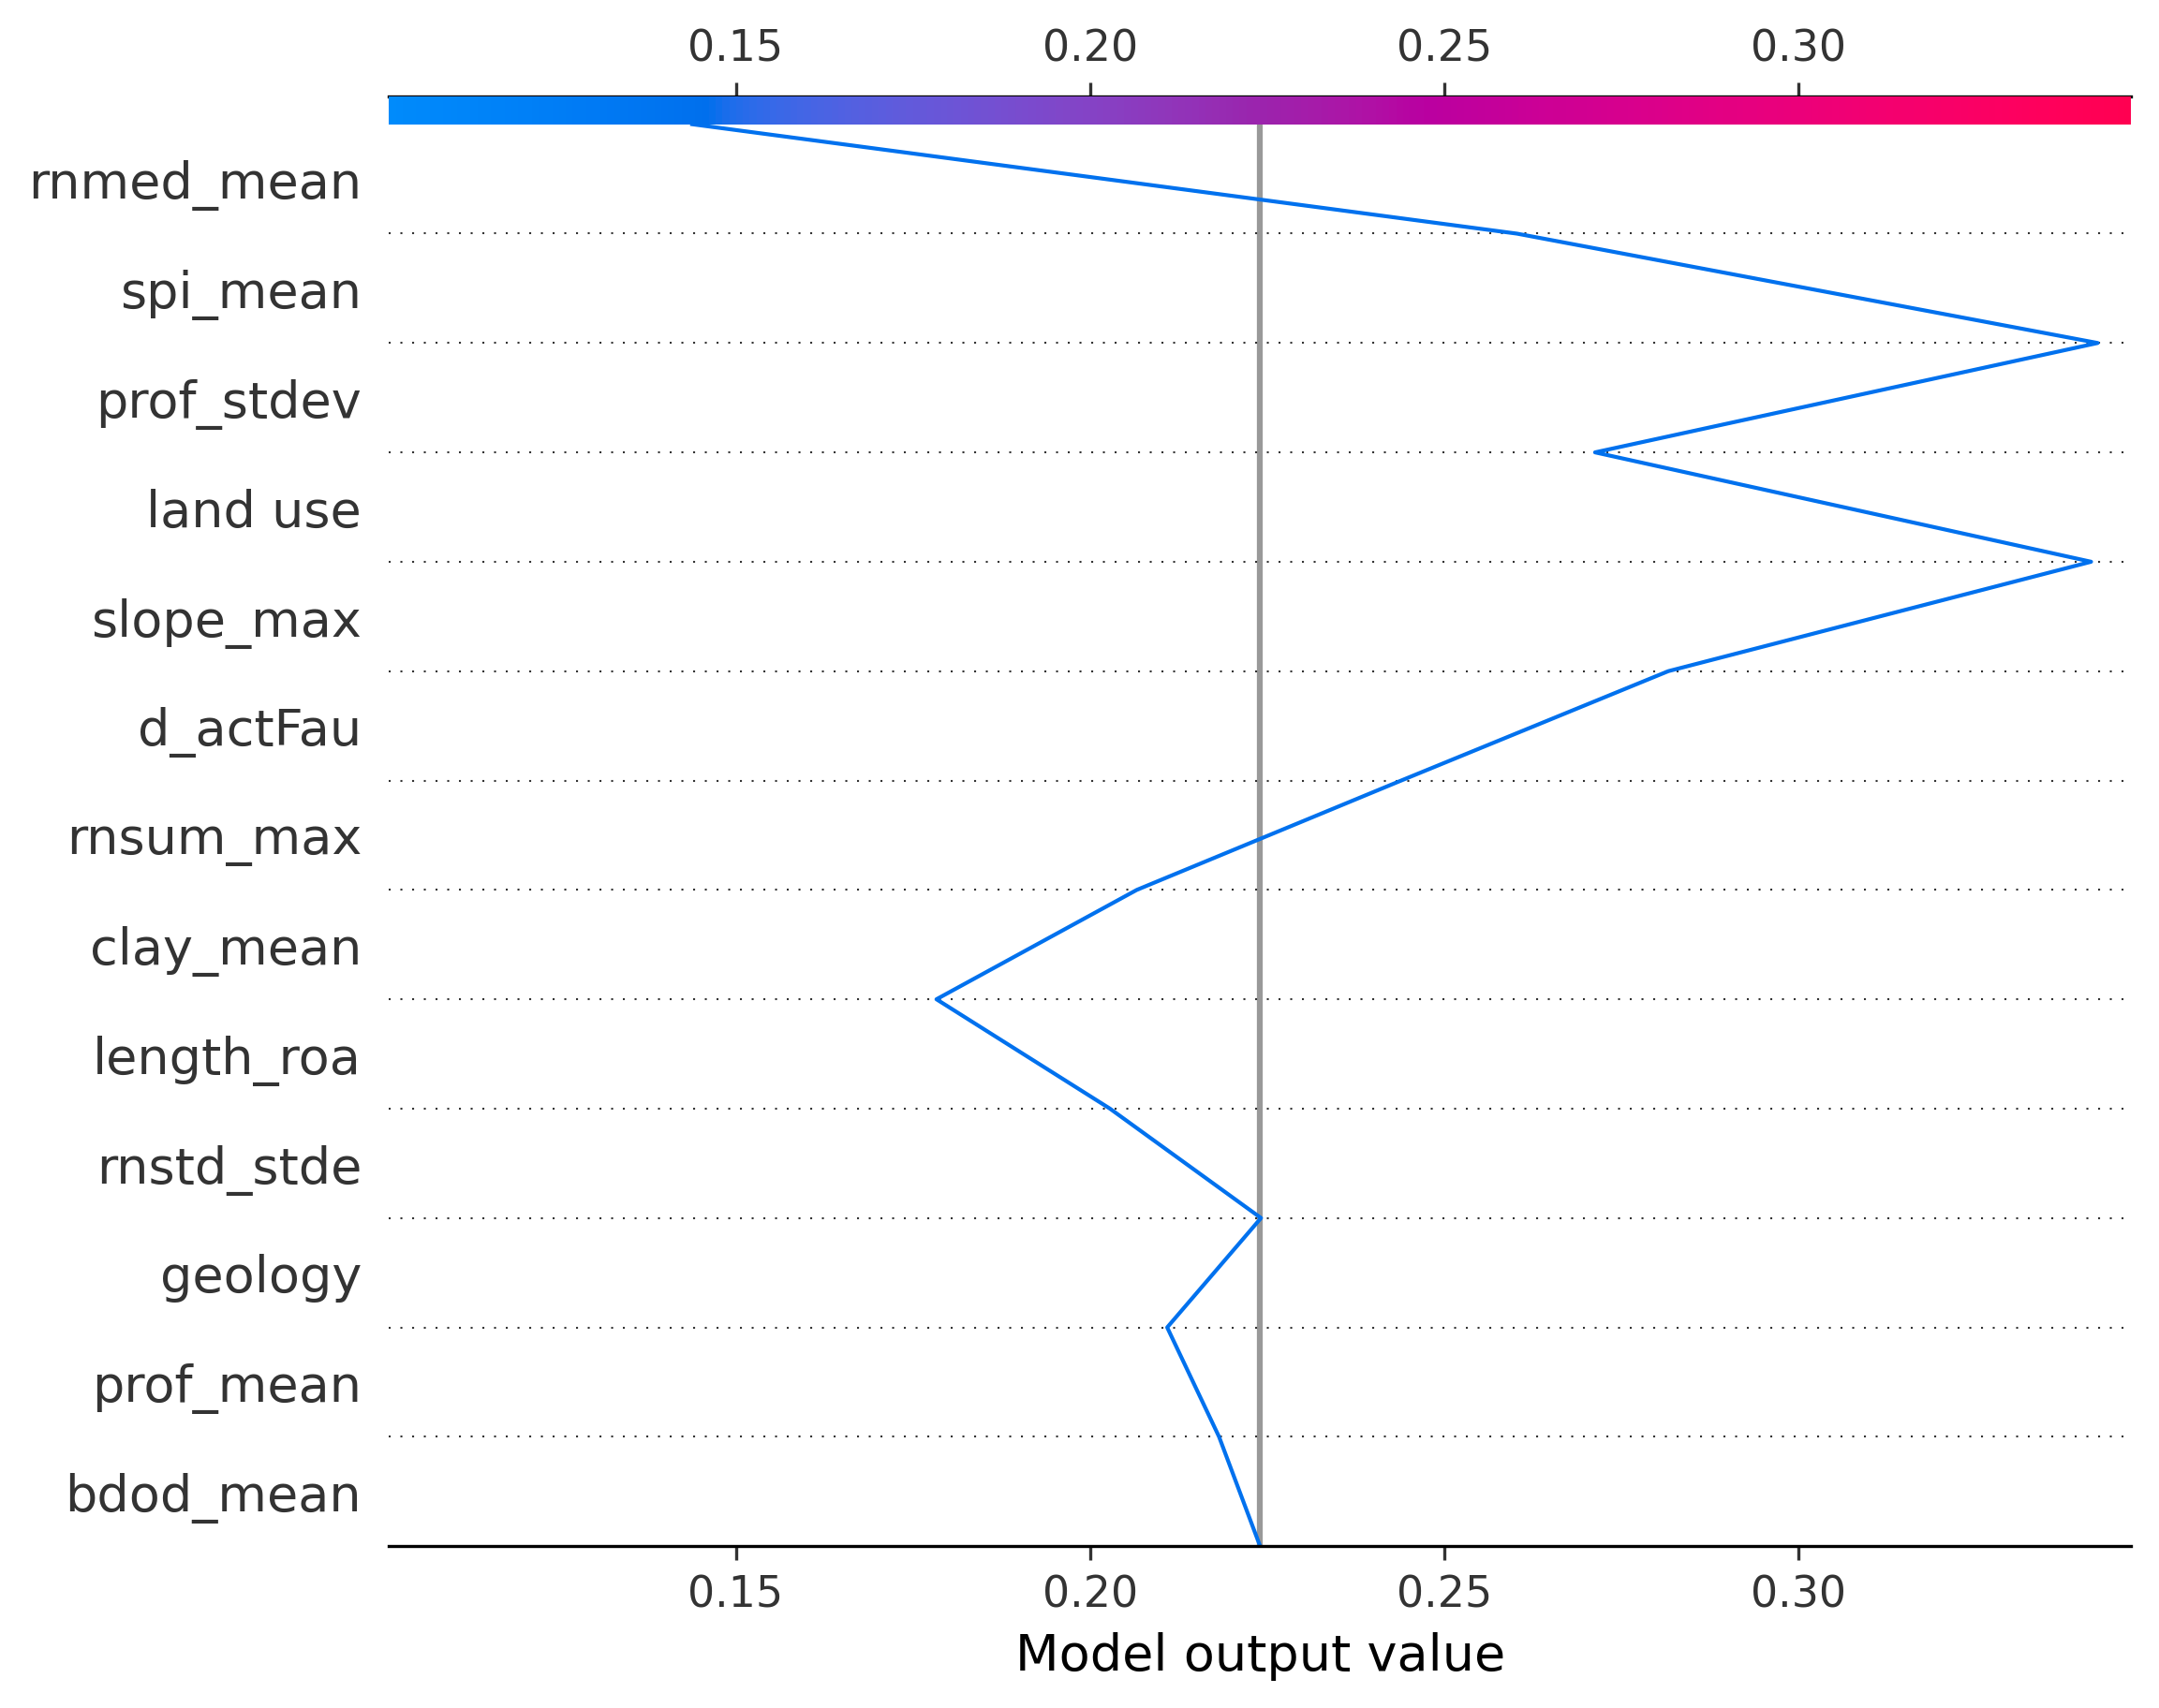 0.15 0.20 0.25 0.30
rnmed_mean
spi_mean
prof_stdev
land use
slope_max
d_actFau
rnsum_max
clay_mean
length_roa
rnstd_stde
geology
prof_mean
bdod_mean
0.15 0.20 0.25 0.30
Model output value